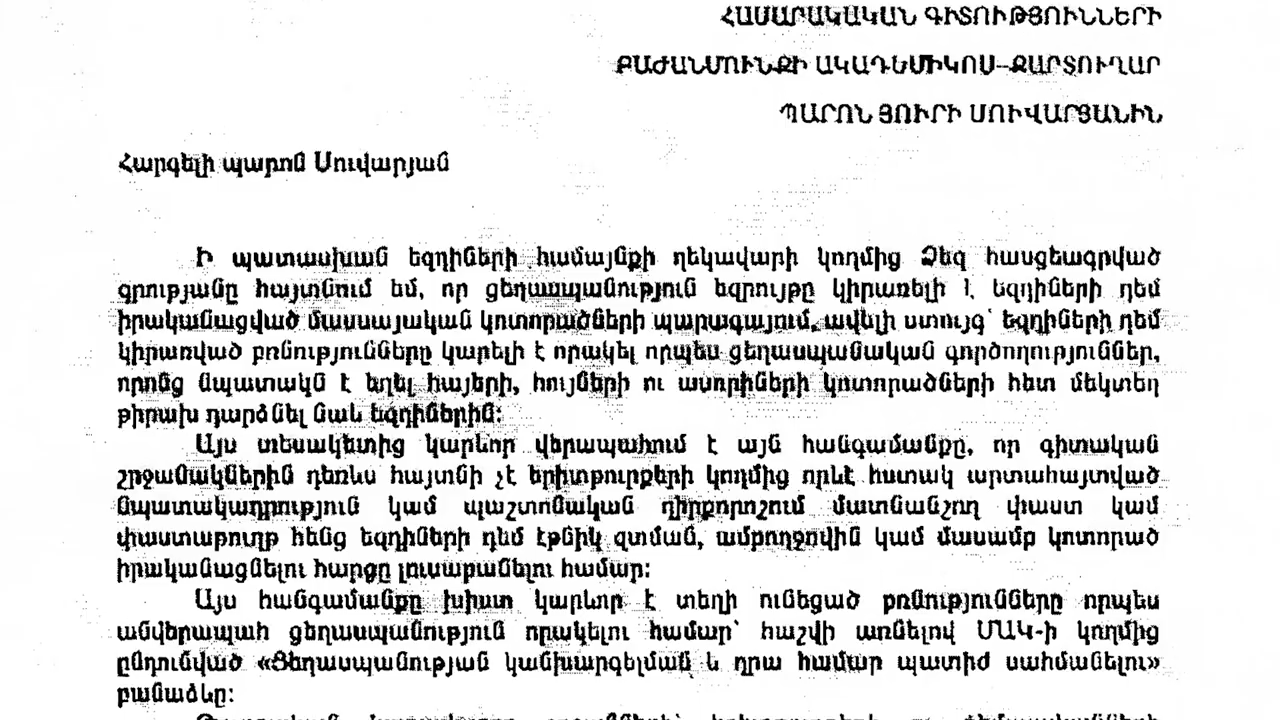 ՀԱՍԱՐԱԿԱԿԱՆ ԳԻՏՈՒԹՅՈՒՆՆԵՐԻ
ԲԱԺԱՆՄՈՒՆՔԻ ԱԿԱԴԵՄԻԿՈՍ-ՔԱՐՏՈՒՂԱՐ
ՊԱՐՈՆ ՅՈՒՐԻ ՍՈՒՎԱՐՅԱՆԻՆ
Հարգելի պարոն Սուվարյան
Ի պատասխան եզդիների համայնքի ղեկավարի կողմից Ձեզ հասցեագրված
գրությանը հայտնում եմ, որ ցեղասպանություն եզրույթը կիրառելի է եզդիների դեմ
իրականացված մասսայական կոտորածների պարագայում, ավելի ստույգ՝ եզդիների դեմ
կիրառված բռնությունները կարելի է որակել որպես ցեղասպանական գործողություններ,
որոնց նպատակն է եղել հայերի, հույների ու ասորիների կոտորածների հետ մեկտեղ
թիրախ դարձնել նաև եզդիներին:
Այս տեսակետից կարևոր վերապահում է այն հանգամանքը, որ գիտական
շրջանակներին դեռևս հայտնի չէ երիտթուրքերի կողմից որևէ հստակ արտահայտված
նպատակադրություն կամ պաշտոնական դիրքորոշում մատնանշող փաստ կամ
փաստաթուղթ հենց եզդիների դեմ էթնիկ զտման, ամբողջովին կամ մասամբ կոտորած
իրականացնելու հարցը լուսաբանելու համար:
Այս հանգամանքը խիստ կարևոր է տեղի ունեցած բռնությունները որպես
անվերապահ ցեղասպանություն որակելու համար՝ հաշվի առնելով ՄԱԿ-ի կողմից
ընդունված «Ցեղասպանության կանխարգելման և դրա համար պատիժ սահմանելու»
բանաձևը: